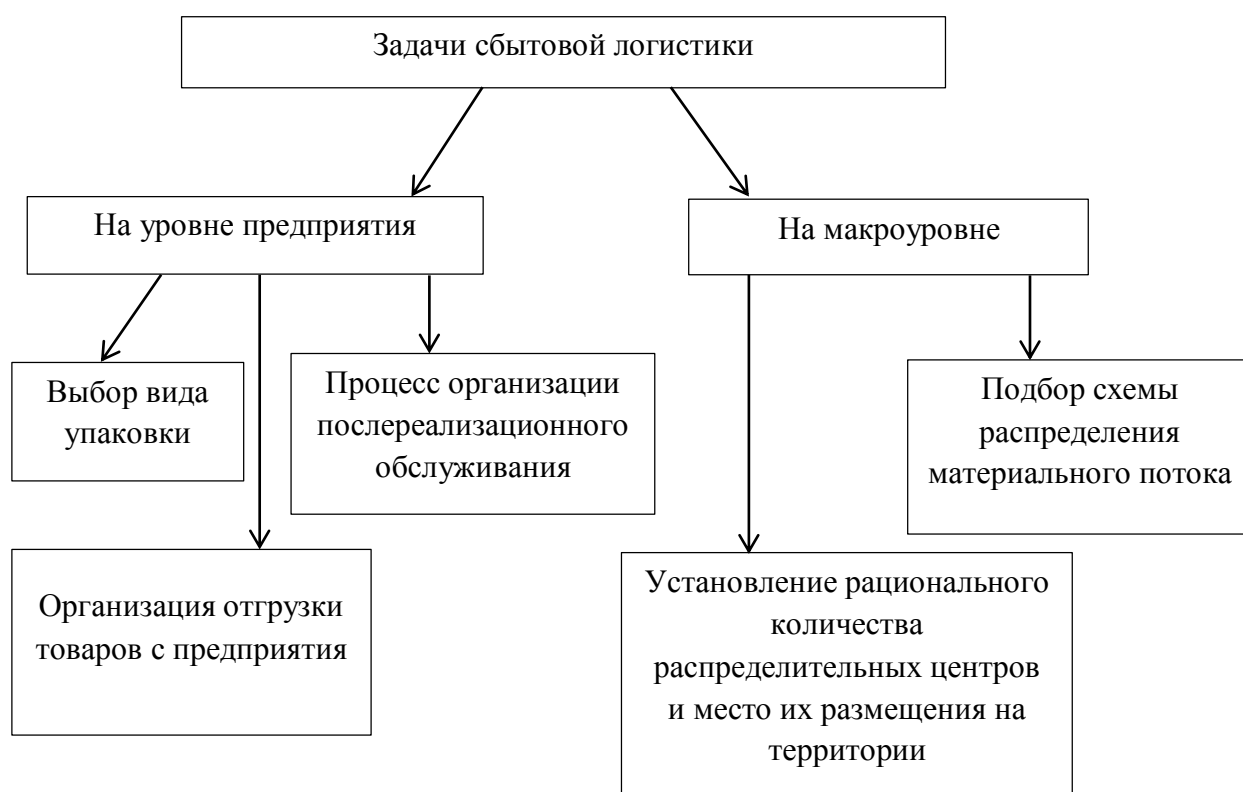 Задачи сбытовой логистики
На уровне предприятия
На макроуровне
Выбор вида
упаковки
Процесс организации
послереализационного
обслуживания
Подбор схемы
распределения
материального потока
Организация отгрузки
товаров с предприятия
Установление рационального
количества
распределительных центров
и место их размещения на
территории